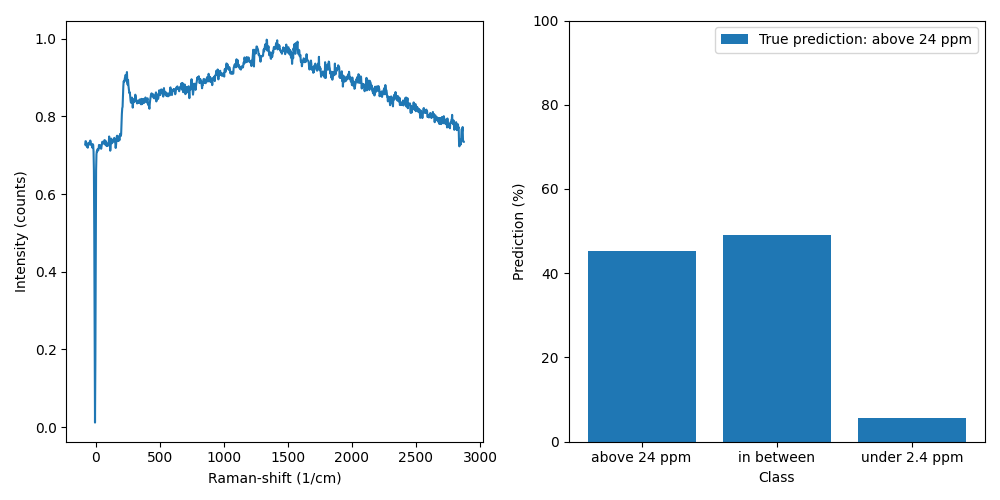 1.0
0.8
0.6
0.4
0.2
0.0
Intensity (counts)
0 500 1000 1500 2000 2500 3000
Raman-shift (1/cm)
100
80
60
40
20
0
Prediction (%)
True prediction: above 24 ppm
above 24 ppm in between under 2.4 ppm
Class